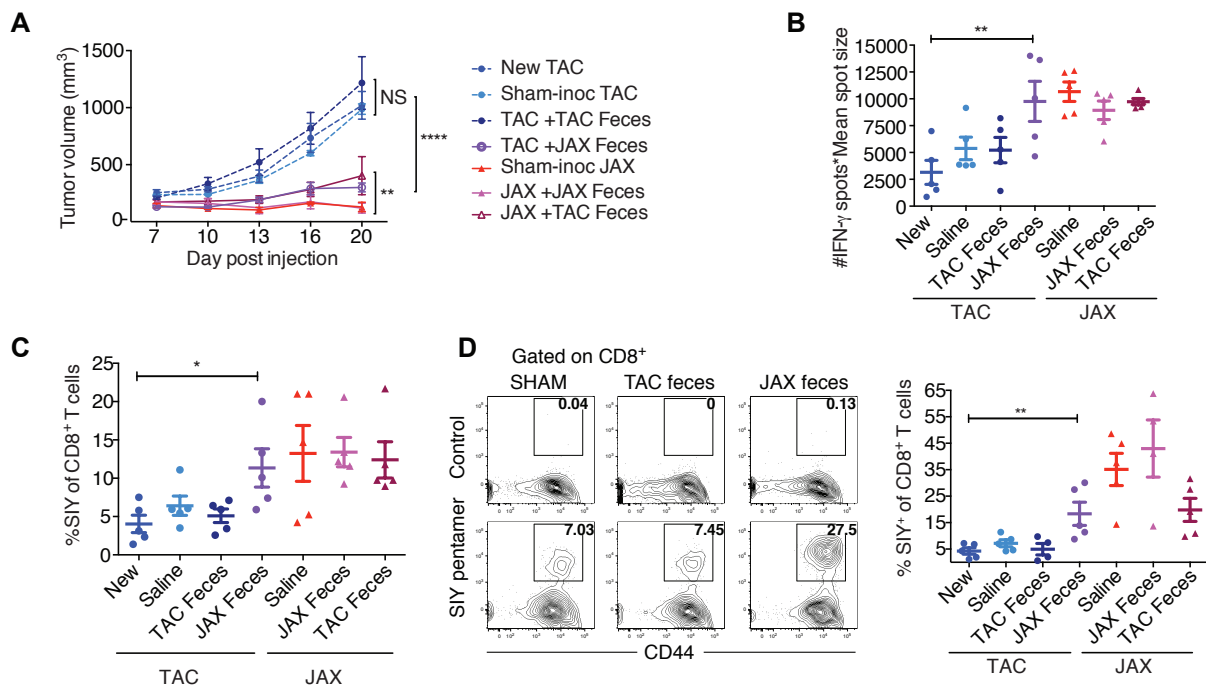 A
Tumor volume (mm³)
1500
1000
500
0
7 10 13 16 20
Day post injection
NS
****
**
New TAC
Sham-inoc TAC
TAC +TAC Feces
TAC +JAX Feces
Sham-inoc JAX
JAX +JAX Feces
JAX +TAC Feces
B
#IFN-γ spots*Mean spot size
15000
12500
10000
7500
5000
2500
0
**
New
Saline
TAC Feces
JAX Feces
Saline
JAX Feces
TAC Feces
TAC JAX
C
%SIY of CD8⁺ T cells
25
20
15
10
5
0
*
New
Saline
TAC Feces
JAX Feces
Saline
JAX Feces
TAC Feces
TAC JAX
D
Gated on CD8⁺
SHAM TAC feces JAX feces
Control
0.04 0 0.13
SIY pentamer
7.03 7.45 27.5
CD44
% SIY⁺ of CD8⁺ T cells
65
55
45
35
25
15
5
**
New
Saline
TAC Feces
JAX Feces
Saline
JAX Feces
TAC Feces
TAC JAX